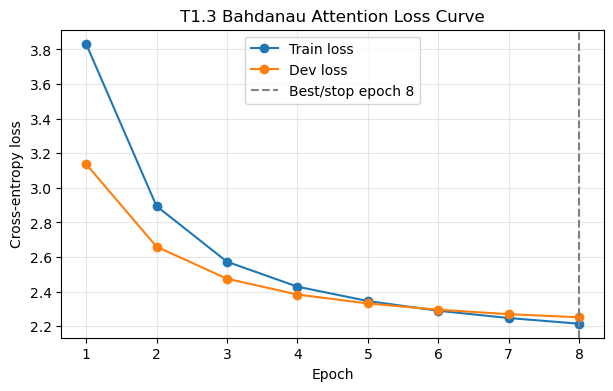 T1.3 Bahdanau Attention Loss Curve
Train loss
Dev loss
Best/stop epoch 8
Cross-entropy loss
3.8
3.6
3.4
3.2
3.0
2.8
2.6
2.4
2.2
1 2 3 4 5 6 7 8
Epoch